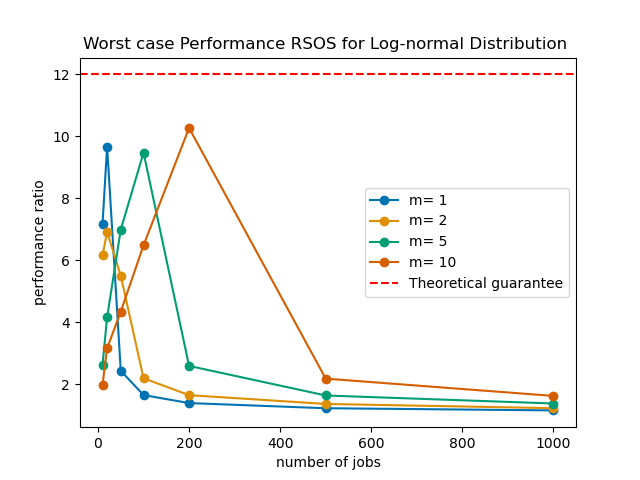 Worst case Performance RSOS for Log-normal Distribution
performance ratio
12
10
8
6
4
2
m= 1
m= 2
m= 5
m= 10
Theoretical guarantee
0
200
400
600
800
1000
number of jobs